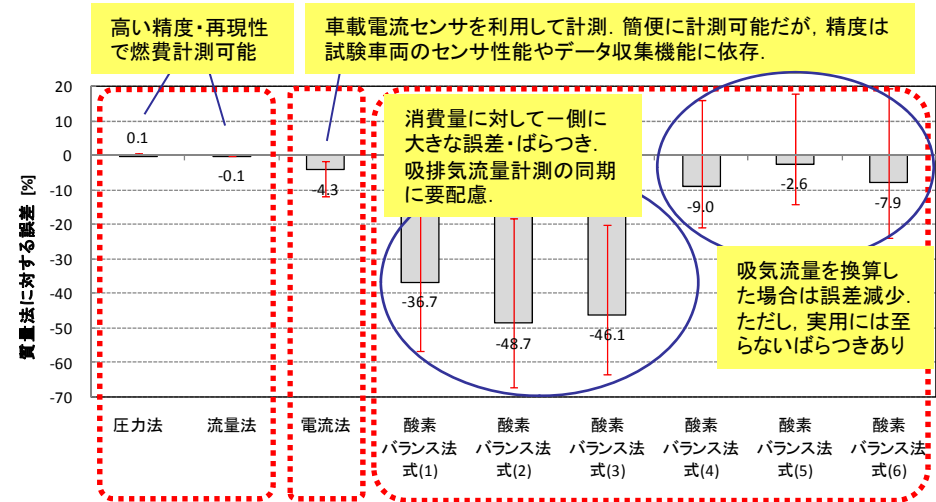 高い精度・再現性
で燃費計測可能
車載電流センサを利用して計測．簡便に計測可能だが，精度は
試験車両のセンサ性能やデータ収集機能に依存．
消費量に対して－側に
大きな誤差・ばらつき．
吸排気流量計測の同期
に要配慮．
吸気流量を換算し
た場合は誤差減少．
ただし，実用には至
らないばらつきあり
質量法に対する誤差 [%]
20
10
0
-10
-20
-30
-40
-50
-60
-70
0.1
-0.1
-4.3
-36.7
-48.7
-46.1
-9.0
-2.6
-7.9
圧力法
流量法
電流法
酸素
バランス法
式(1)
酸素
バランス法
式(2)
酸素
バランス法
式(3)
酸素
バランス法
式(4)
酸素
バランス法
式(5)
酸素
バランス法
式(6)